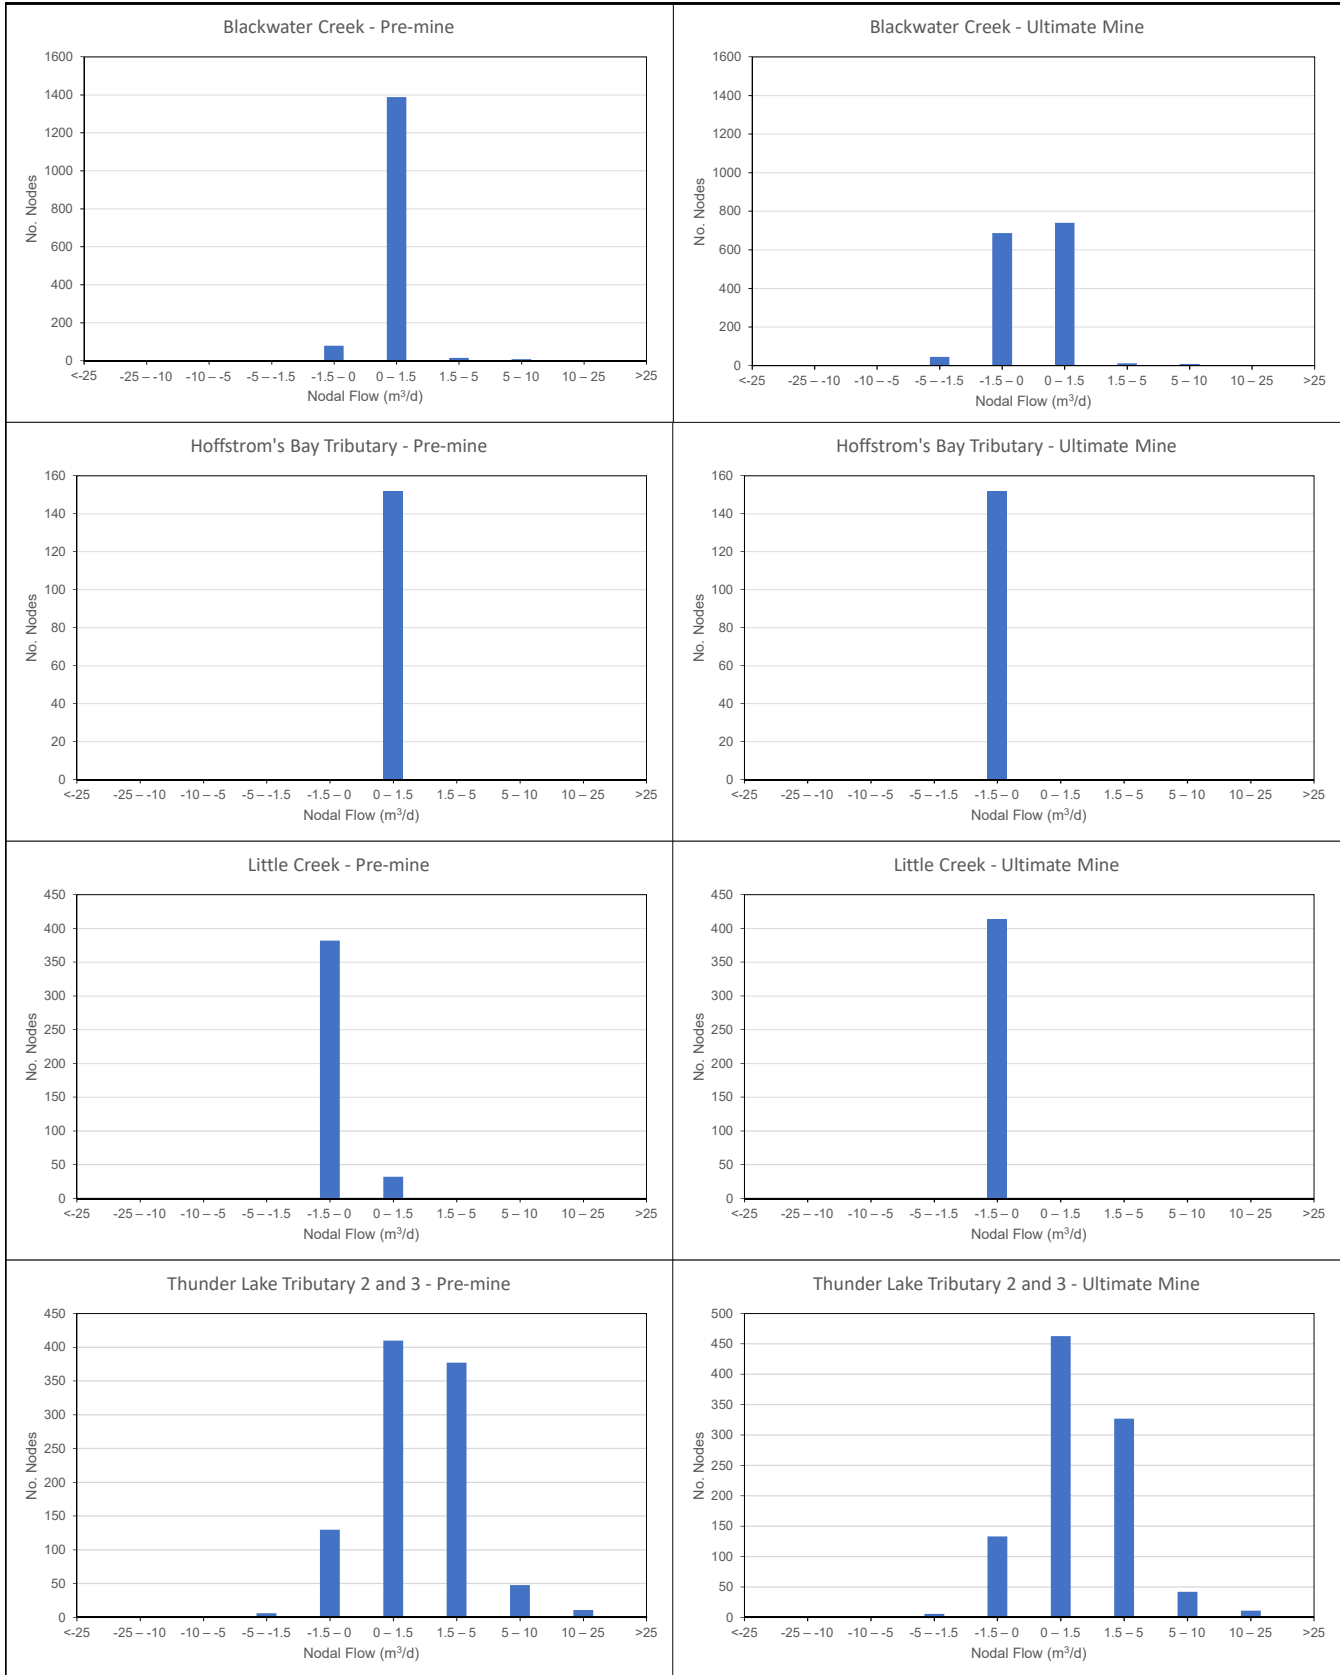 Blackwater Creek - Pre-mine
1600
1400
1200
1000
800
600
400
200
0
No. Nodes
<-25 -25 – -10 -10 – -5 -5 – -1.5 -1.5 – 0 0 – 1.5 1.5 – 5 5 – 10 10 – 25 >25
Nodal Flow (m³/d)
Blackwater Creek - Ultimate Mine
1600
1400
1200
1000
800
600
400
200
0
No. Nodes
<-25 -25 – -10 -10 – -5 -5 – -1.5 -1.5 – 0 0 – 1.5 1.5 – 5 5 – 10 10 – 25 >25
Nodal Flow (m³/d)
Hoffstrom's Bay Tributary - Pre-mine
160
140
120
100
80
60
40
20
0
No. Nodes
<-25 -25 – -10 -10 – -5 -5 – -1.5 -1.5 – 0 0 – 1.5 1.5 – 5 5 – 10 10 – 25 >25
Nodal Flow (m³/d)
Hoffstrom's Bay Tributary - Ultimate Mine
160
140
120
100
80
60
40
20
0
No. Nodes
<-25 -25 – -10 -10 – -5 -5 – -1.5 -1.5 – 0 0 – 1.5 1.5 – 5 5 – 10 10 – 25 >25
Nodal Flow (m³/d)
Little Creek - Pre-mine
450
400
350
300
250
200
150
100
50
0
No. Nodes
<-25 -25 – -10 -10 – -5 -5 – -1.5 -1.5 – 0 0 – 1.5 1.5 – 5 5 – 10 10 – 25 >25
Nodal Flow (m³/d)
Little Creek - Ultimate Mine
450
400
350
300
250
200
150
100
50
0
No. Nodes
<-25 -25 – -10 -10 – -5 -5 – -1.5 -1.5 – 0 0 – 1.5 1.5 – 5 5 – 10 10 – 25 >25
Nodal Flow (m³/d)
Thunder Lake Tributary 2 and 3 - Pre-mine
450
400
350
300
250
200
150
100
50
0
No. Nodes
<-25 -25 – -10 -10 – -5 -5 – -1.5 -1.5 – 0 0 – 1.5 1.5 – 5 5 – 10 10 – 25 >25
Nodal Flow (m³/d)
Thunder Lake Tributary 2 and 3 - Ultimate Mine
500
450
400
350
300
250
200
150
100
50
0
No. Nodes
<-25 -25 – -10 -10 – -5 -5 – -1.5 -1.5 – 0 0 – 1.5 1.5 – 5 5 – 10 10 – 25 >25
Nodal Flow (m³/d)